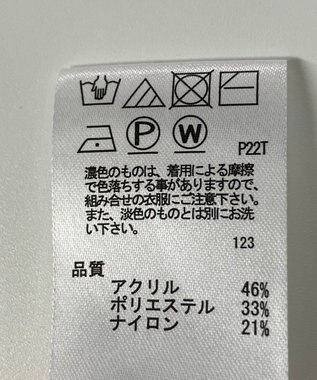 P W P22T
濃色のものは、着用による摩擦
で色落ちする事がありますので、
組み合せの衣服にご注意下さい。
また、淡色のものとは別にお洗
い下さい。
123
品質
アクリル 46%
ポリエステル 33%
ナイロン 21%